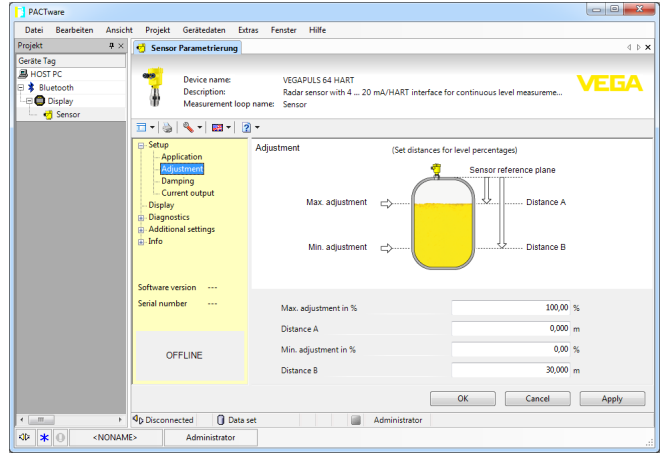 PACTware
Datei Bearbeiten Ansicht Projekt Gerätedaten Extras Fenster Hilfe
Projekt
Sensor Parametrierung
Geräte Tag
HOST PC
Bluetooth
Display
Sensor
Device name: VEGAPULS 64 HART
Description: Radar sensor with 4 ... 20 mA/HART interface for continuous level measureme...
Measurement loop name: Sensor
VEGA
Setup
Application
Adjustment
Damping
Current output
Display
Diagnostics
Additional settings
Info
Software version ---
Serial number ---
OFFLINE
Adjustment
(Set distances for level percentages)
Sensor reference plane
Max. adjustment
Distance A
Min. adjustment
Distance B
Max. adjustment in % 100,00 %
Distance A 0,000 m
Min. adjustment in % 0,00 %
Distance B 30,000 m
OK Cancel Apply
Disconnected Data set Administrator
<NONAME> Administrator